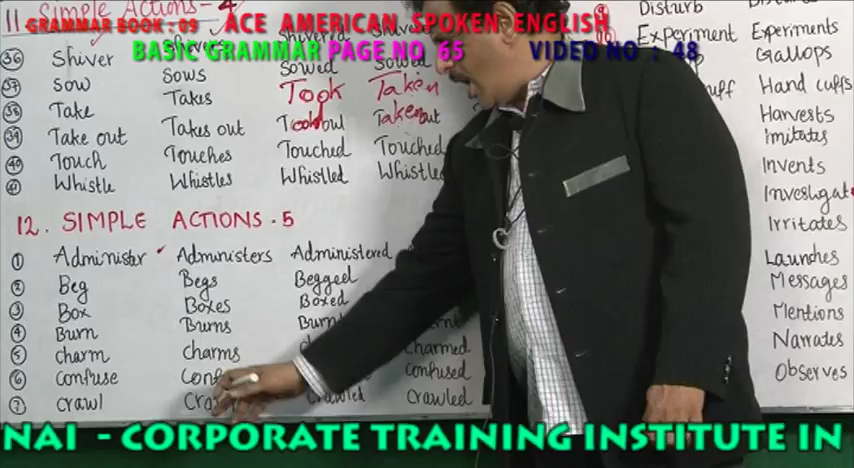 11 Simple Actions - 4
GRAMMAR BOOK : 09 ACE AMERICAN SPOKEN ENGLISH
BASIC GRAMMAR PAGE NO 65 VIDEO NO : 48
36 Shiver Shivers Shivered
37 Sow Sows Sowed Sowed
38 Take Takes Took Taken
39 Take out Takes out Took out Taken out
40 Touch Touches Touched Touched
41 Whistle Whistles Whistled Whistled
12. SIMPLE ACTIONS . 5
1 Administer Administers Administered
2 Beg Begs Begged
3 Box Boxes Boxed
4 Burn Burns Burnt
5 Charm Charms Charmed
6 Confuse Confused
7 Crawl Crawled Crawled
Disturb
Experiment Experiments
Gallops
Hand cuffs
Harvests
Imitates
Invents
Investigat
Irritates
Launches
Messages
Mentions
Narrates
Observes
NAI - CORPORATE TRAINING INSTITUTE IN